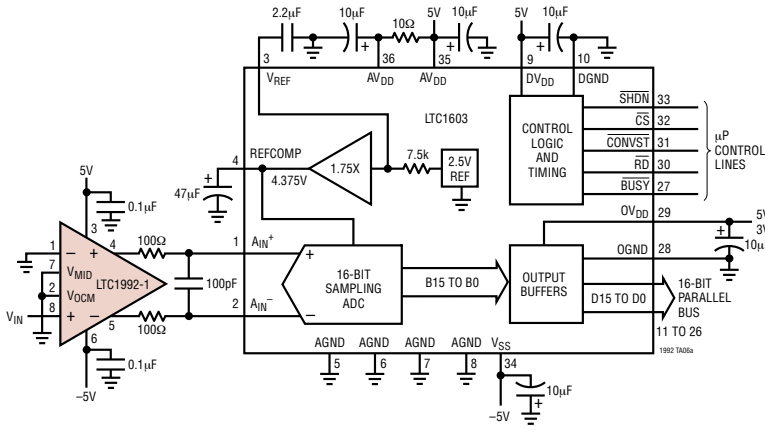 2.2µF
10µF
10Ω
5V
10µF
5V
10µF
3
36
35
9
10
VREF
AVDD
AVDD
DVDD
DGND
LTC1603
SHDN
33
CS
32
CONVST
31
RD
30
BUSY
27
µP
CONTROL
LINES
CONTROL
LOGIC
AND
TIMING
4
REFCOMP
4.375V
1.75X
7.5k
2.5V
REF
47µF
5V
0.1µF
3
1
4
100Ω
7
VMID
2
VOCM
LTC1992-1
VIN
8
5
100Ω
6
0.1µF
–5V
100pF
1
AIN+
2
AIN–
+
–
16-BIT
SAMPLING
ADC
B15 TO B0
OUTPUT
BUFFERS
OVDD
29
OGND
28
D15 TO D0
16-BIT
PARALLEL
BUS
11 TO 26
AGND
AGND
AGND
AGND
VSS
5
6
7
8
34
10µF
–5V
1992 TA06a